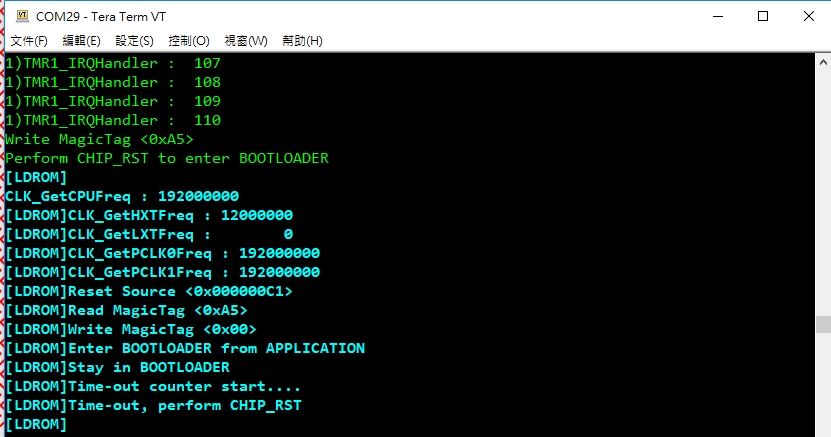 COM29 - Tera Term VT
文件(F) 編輯(E) 設定(S) 控制(O) 視窗(W) 幫助(H)
1)TMR1_IRQHandler :  107
1)TMR1_IRQHandler :  108
1)TMR1_IRQHandler :  109
1)TMR1_IRQHandler :  110
Write MagicTag <0xA5>
Perform CHIP_RST to enter BOOTLOADER
[LDROM]
CLK_GetCPUFreq : 192000000
[LDROM]CLK_GetHXTFreq : 12000000
[LDROM]CLK_GetLXTFreq :        0
[LDROM]CLK_GetPCLK0Freq : 192000000
[LDROM]CLK_GetPCLK1Freq : 192000000
[LDROM]Reset Source <0x000000C1>
[LDROM]Read MagicTag <0xA5>
[LDROM]Write MagicTag <0x00>
[LDROM]Enter BOOTLOADER from APPLICATION
[LDROM]Stay in BOOTLOADER
[LDROM]Time-out counter start....
[LDROM]Time-out, perform CHIP_RST
[LDROM]